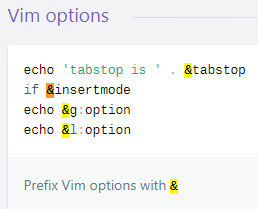 Vim options
echo 'tabstop is ' . &tabstop
if &insertmode
echo &g:option
echo &l:option
Prefix Vim options with &